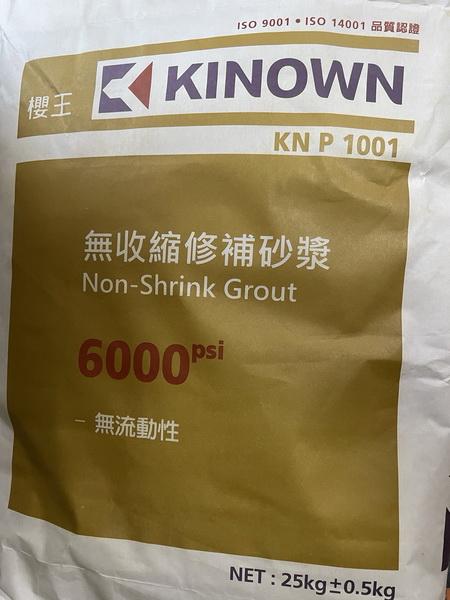 ISO 9001 • ISO 14001 品質認證
櫻王 KINOWN
KN P 1001
無收縮修補砂漿
Non-Shrink Grout
6000psi
– 無流動性
NET : 25kg±0.5kg